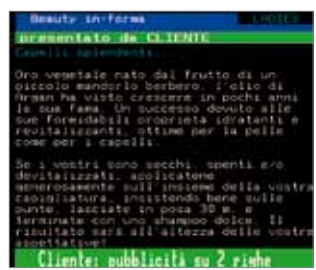 Beauty in-forma LADIES
presentato da CLIENTE
Capelli splendenti...
Oro vegetale nato dal frutto di un
piccolo mandorlo berbero, l'olio di
Argan ha visto crescere in pochi anni
la sua fama. Un successo dovuto alle
sue formidabili proprietà idratanti e
revitalizzanti, ottime per la pelle
come per i capelli.
Se i vostri sono secchi, spenti e/o
devitalizzati, applicatene
generosamente sull'insieme della vostra
capigliatura, insistendo bene sulle
punte, lasciate in posa 30 m. e
terminate con uno shampoo dolce. Il
risultato sarà all'altezza delle vostre
aspettative!
Cliente: pubblicità su 2 righe